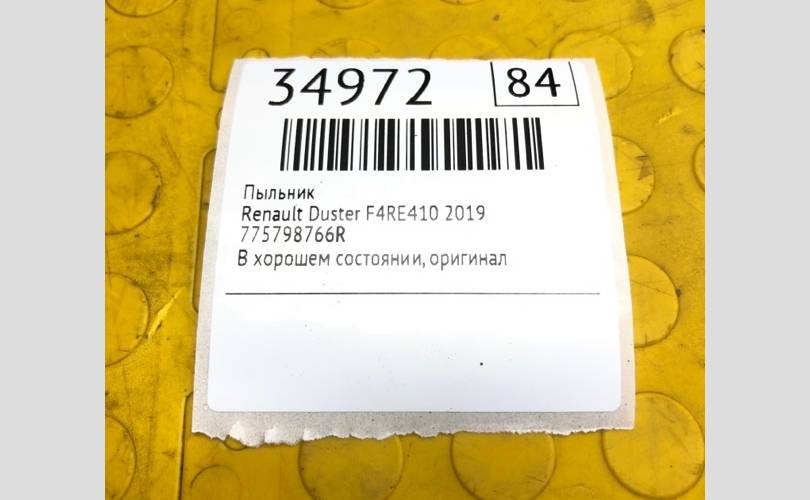 34972 84
Пыльник
Renault Duster F4RE410 2019
775798766R
В хорошем состоянии, оригинал